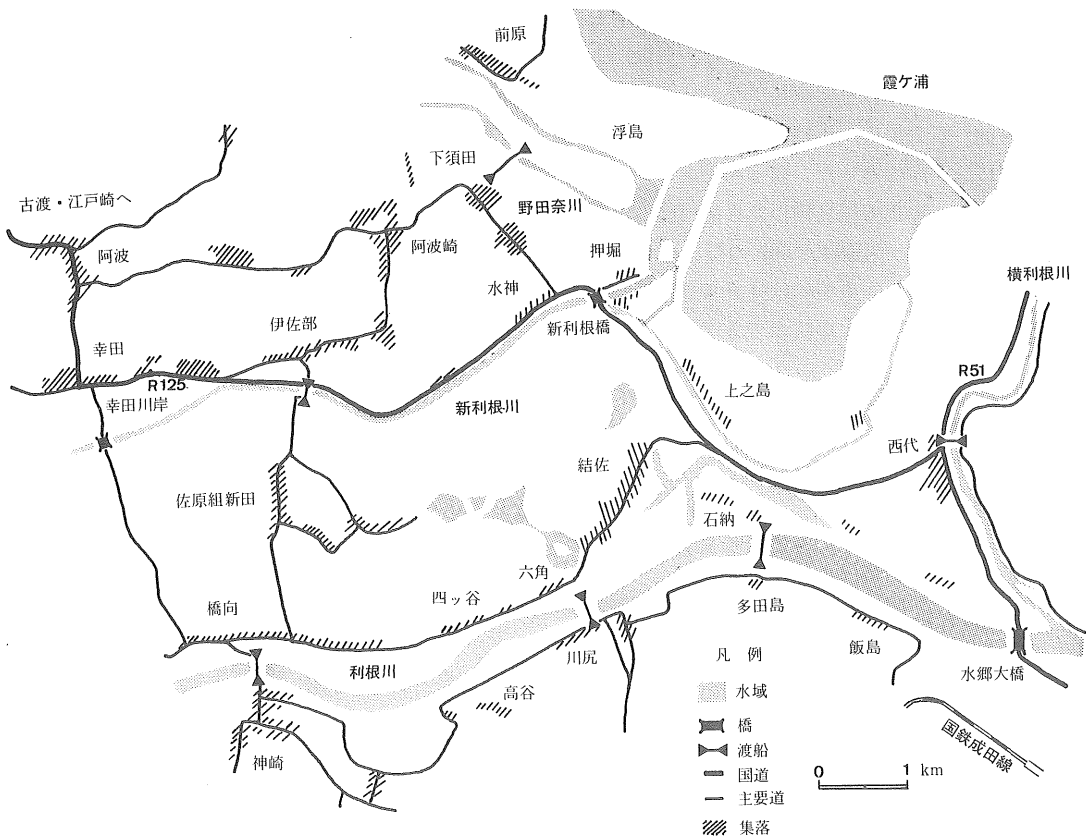 前原
霞ケ浦
浮島
下須田
古渡・江戸崎へ
野田奈川
阿波
阿波崎
押堀
横利根川
水神
伊佐部
新利根橋
幸田
R125
R51
新利根川
上之島
幸田川岸
西代
結佐
佐原組新田
石納
六角
四ッ谷
橋向
多田島
川尻
飯島
利根川
高谷
水郷大橋
神崎
国鉄成田線
凡例
水域
橋
渡船
国道
主要道
集落
0 1 km